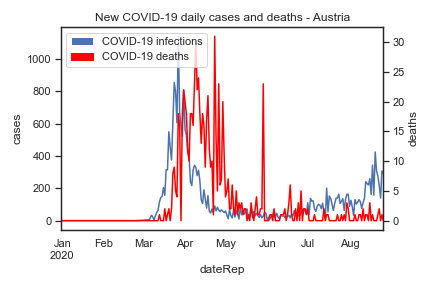 New COVID-19 daily cases and deaths - Austria
COVID-19 infections
COVID-19 deaths
1000
800
600
400
200
0
cases
30
25
20
15
10
5
0
deaths
Jan Feb Mar Apr May Jun Jul Aug
2020
dateRep